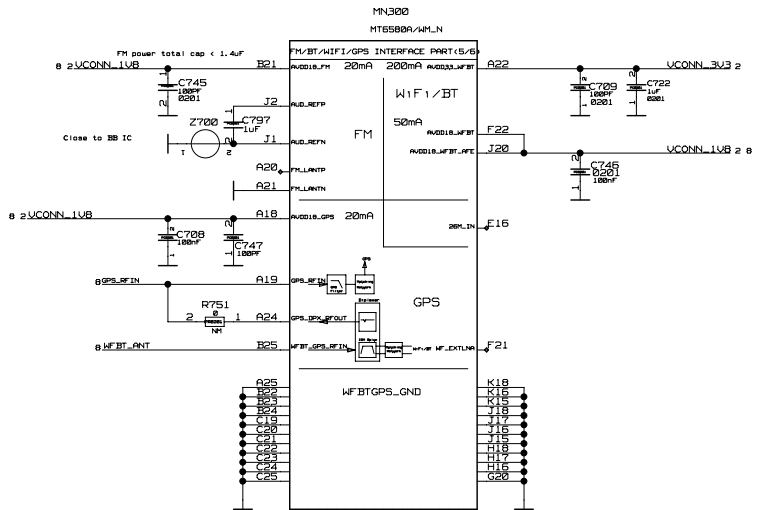 MN300
MT6580A/WM_N
FM/BT/WIFI/GPS INTERFACE PART(5/6)
FM power total cap < 1.4uF
8 2 VCONN_1V8
B21
AVDD18_FM
20mA
200mA
AVDD33_WFBT
A22
VCONN_3V3 2
C745
100PF
0201
C709
100PF
0201
C722
1uF
0201
J2
AUD_REFP
WiFi/BT
Z700
C797
1uF
50mA
Close to BB IC
J1
AUD_REFN
FM
AVDD18_WFBT
F22
AVDD18_WFBT_AFE
J20
VCONN_1V8 2 8
A20
FM_LANTP
C746
0201
100nF
A21
FM_LANTN
8 2 VCONN_1V8
A18
AVDD18_GPS
20mA
26M_IN
E16
C708
100nF
C747
100PF
8 GPS_RFIN
A19
GPS_RFIN
GPS
R751
0
NM
2
1
A24
GPS_DPX_RFOUT
Diplexer
8 WFBT_ANT
B25
WFBT_GPS_RFIN
WiFi/BT
WF_EXTLNA
F21
WFBTGPS_GND
A25
B22
B23
B24
C19
C20
C21
C22
C23
C24
C25
K18
K16
K15
J18
J17
J16
J15
H18
H17
H16
G20